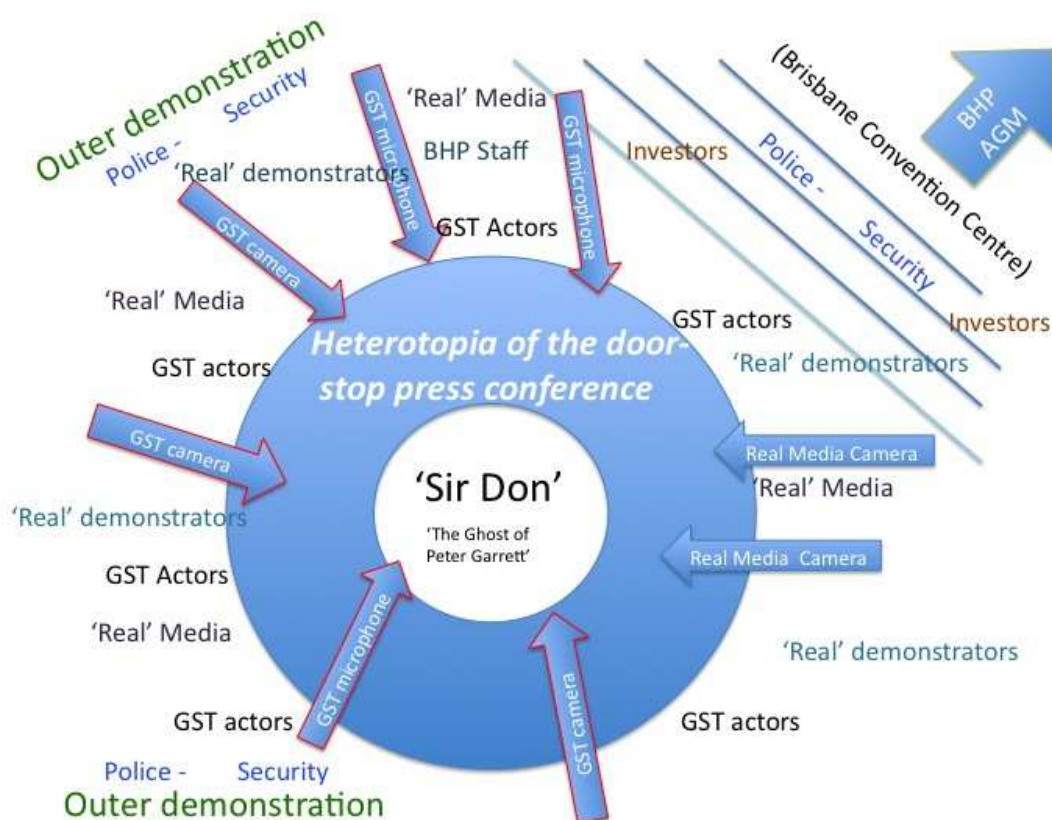 Outer demonstration
Police - Security
'Real' demonstrators
GST microphone
'Real' Media
BHP Staff
GST microphone
Investors
Police - Security
(Brisbane Convention Centre)
BHP
AGM
GST camera
GST Actors
'Real' Media
GST actors
Investors
Heterotopia of the door-
stop press conference
GST actors
'Real' demonstrators
GST camera
Real Media Camera
'Real' Media
'Sir Don'
'The Ghost of
Peter Garrett'
'Real' demonstrators
Real Media Camera
GST Actors
'Real' Media
GST microphone
'Real' demonstrators
GST camera
GST actors
GST actors
Police - Security
Outer demonstration